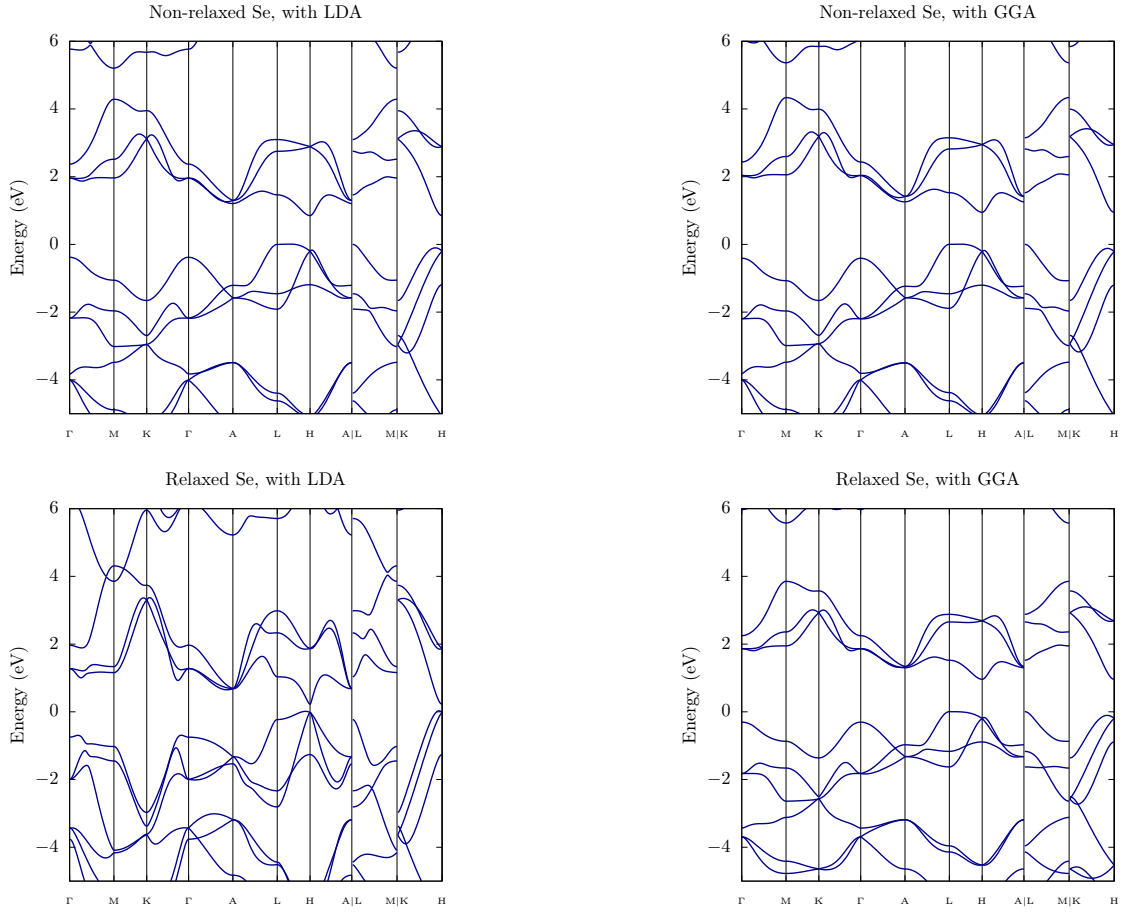 Non-relaxed Se, with LDA
6
4
2
0
−2
−4
Energy (eV)
Γ M K Γ A L H A|L M|K H
Non-relaxed Se, with GGA
6
4
2
0
−2
−4
Energy (eV)
Γ M K Γ A L H A|L M|K H
Relaxed Se, with LDA
6
4
2
0
−2
−4
Energy (eV)
Γ M K Γ A L H A|L M|K H
Relaxed Se, with GGA
6
4
2
0
−2
−4
Energy (eV)
Γ M K Γ A L H A|L M|K H